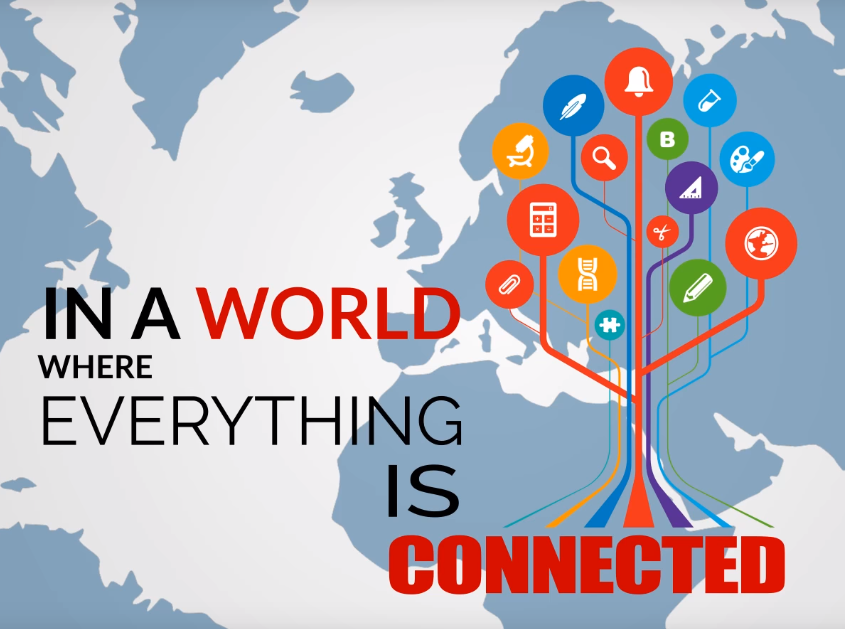 IN A WORLD
WHERE
EVERYTHING
IS
CONNECTED
B